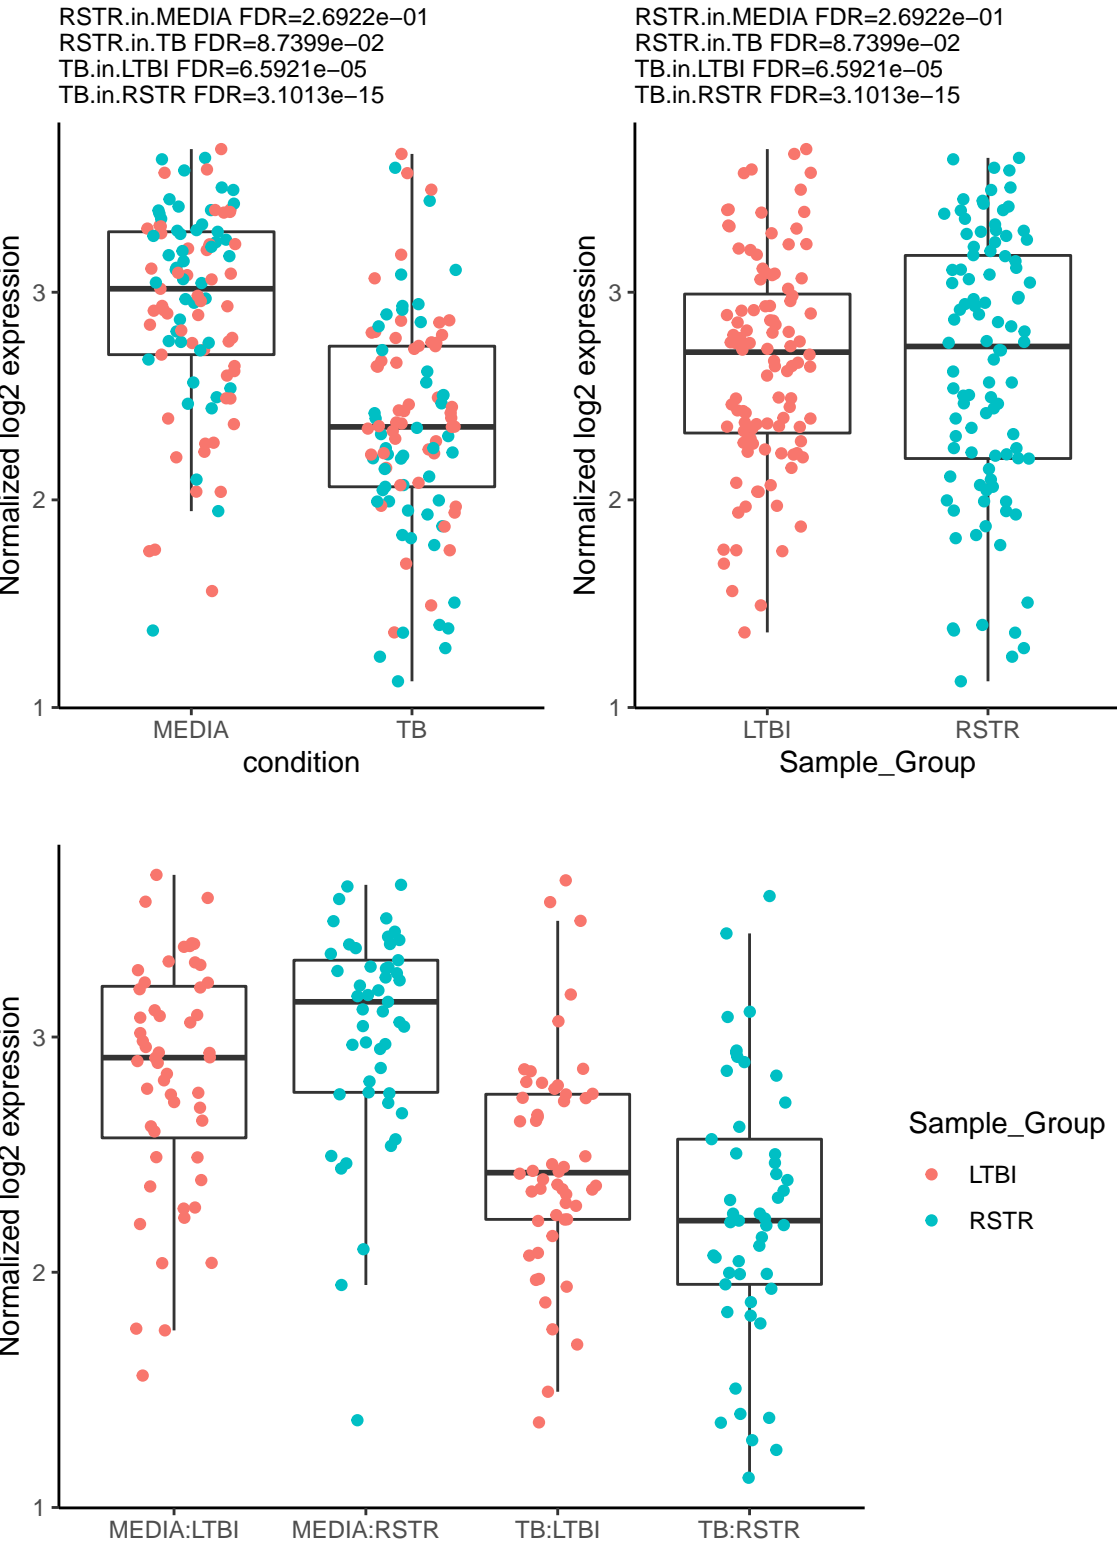 RSTR.in.MEDIA FDR=2.6922e−01
RSTR.in.TB FDR=8.7399e−02
TB.in.LTBI FDR=6.5921e−05
TB.in.RSTR FDR=3.1013e−15
Normalized log2 expression
3
2
1
MEDIA
TB
condition
RSTR.in.MEDIA FDR=2.6922e−01
RSTR.in.TB FDR=8.7399e−02
TB.in.LTBI FDR=6.5921e−05
TB.in.RSTR FDR=3.1013e−15
Normalized log2 expression
3
2
1
LTBI
RSTR
Sample_Group
Normalized log2 expression
3
2
1
MEDIA:LTBI
MEDIA:RSTR
TB:LTBI
TB:RSTR
Sample_Group
LTBI
RSTR